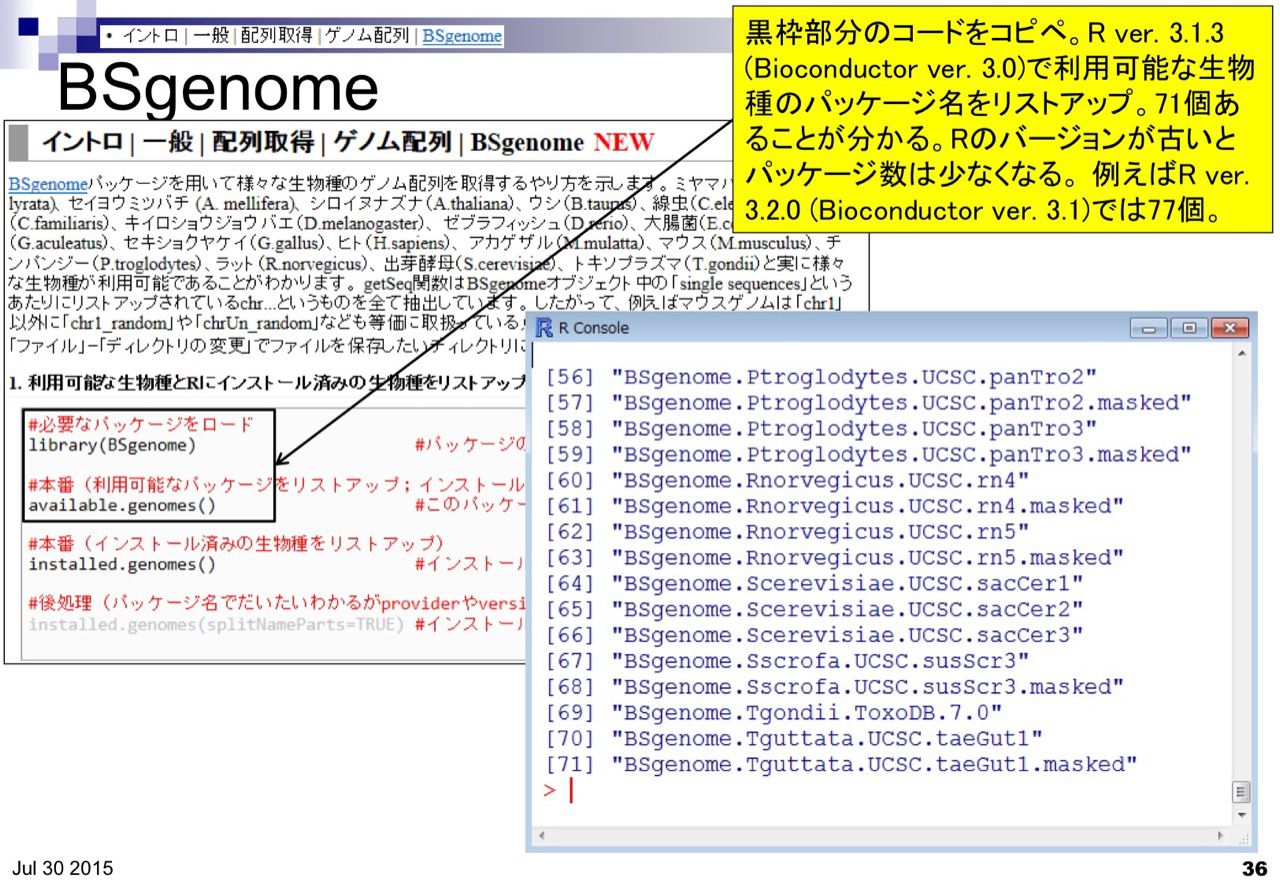 • イントロ | 一般 | 配列取得 | ゲノム配列 | BSgenome
BSgenome
黒枠部分のコードをコピペ。R ver. 3.1.3
(Bioconductor ver. 3.0)で利用可能な生物
種のパッケージ名をリストアップ。71個あ
ることが分かる。Rのバージョンが古いと
パッケージ数は少なくなる。例えばR ver.
3.2.0 (Bioconductor ver. 3.1)では77個。
イントロ | 一般 | 配列取得 | ゲノム配列 | BSgenome NEW
BSgenomeパッケージを用いて様々な生物種のゲノム配列を取得するやり方を示します。ミヤマハ
lyrata)、セイヨウミツバチ (A. mellifera)、シロイヌナズナ(A.thaliana)、ウシ(B.taurus)、線虫(C.ele
(C.familiaris)、キイロショウジョウバエ(D.melanogaster)、ゼブラフィッシュ(D.rerio)、大腸菌(E.co
(G.aculeatus)、セキショクヤケイ(G.gallus)、ヒト(H.sapiens)、アカゲザル(M.mulatta)、マウス(M.musculus)、チ
ンパンジー(P.troglodytes)、ラット(R.norvegicus)、出芽酵母(S.cerevisiae)、トキソプラズマ(T.gondii)と実に様々
な生物種が利用可能であることがわかります。getSeq関数はBSgenomeオブジェクト中の「single sequences」という
あたりにリストアップされているchr...というものを全て抽出しています。したがって、例えばマウスゲノムは「chr1」
以外に「chr1_random」や「chrUn_random」なども等価に取扱っている
「ファイル」−「ディレクトリの変更」でファイルを保存したいディレクトリに
1. 利用可能な生物種とRにインストール済みの生物種をリストアップ
#必要なパッケージをロード
library(BSgenome) #パッケージの
#本番（利用可能なパッケージをリストアップ；インストール
available.genomes() #このパッケー
#本番（インストール済みの生物種をリストアップ）
installed.genomes() #インストール
#後処理（パッケージ名でだいたいわかるがproviderやversi
installed.genomes(splitNameParts=TRUE) #インストール
R Console
[56] "BSgenome.Ptroglodytes.UCSC.panTro2"
[57] "BSgenome.Ptroglodytes.UCSC.panTro2.masked"
[58] "BSgenome.Ptroglodytes.UCSC.panTro3"
[59] "BSgenome.Ptroglodytes.UCSC.panTro3.masked"
[60] "BSgenome.Rnorvegicus.UCSC.rn4"
[61] "BSgenome.Rnorvegicus.UCSC.rn4.masked"
[62] "BSgenome.Rnorvegicus.UCSC.rn5"
[63] "BSgenome.Rnorvegicus.UCSC.rn5.masked"
[64] "BSgenome.Scerevisiae.UCSC.sacCer1"
[65] "BSgenome.Scerevisiae.UCSC.sacCer2"
[66] "BSgenome.Scerevisiae.UCSC.sacCer3"
[67] "BSgenome.Sscrofa.UCSC.susScr3"
[68] "BSgenome.Sscrofa.UCSC.susScr3.masked"
[69] "BSgenome.Tgondii.ToxoDB.7.0"
[70] "BSgenome.Tguttata.UCSC.taeGut1"
[71] "BSgenome.Tguttata.UCSC.taeGut1.masked"
>
Jul 30 2015
36